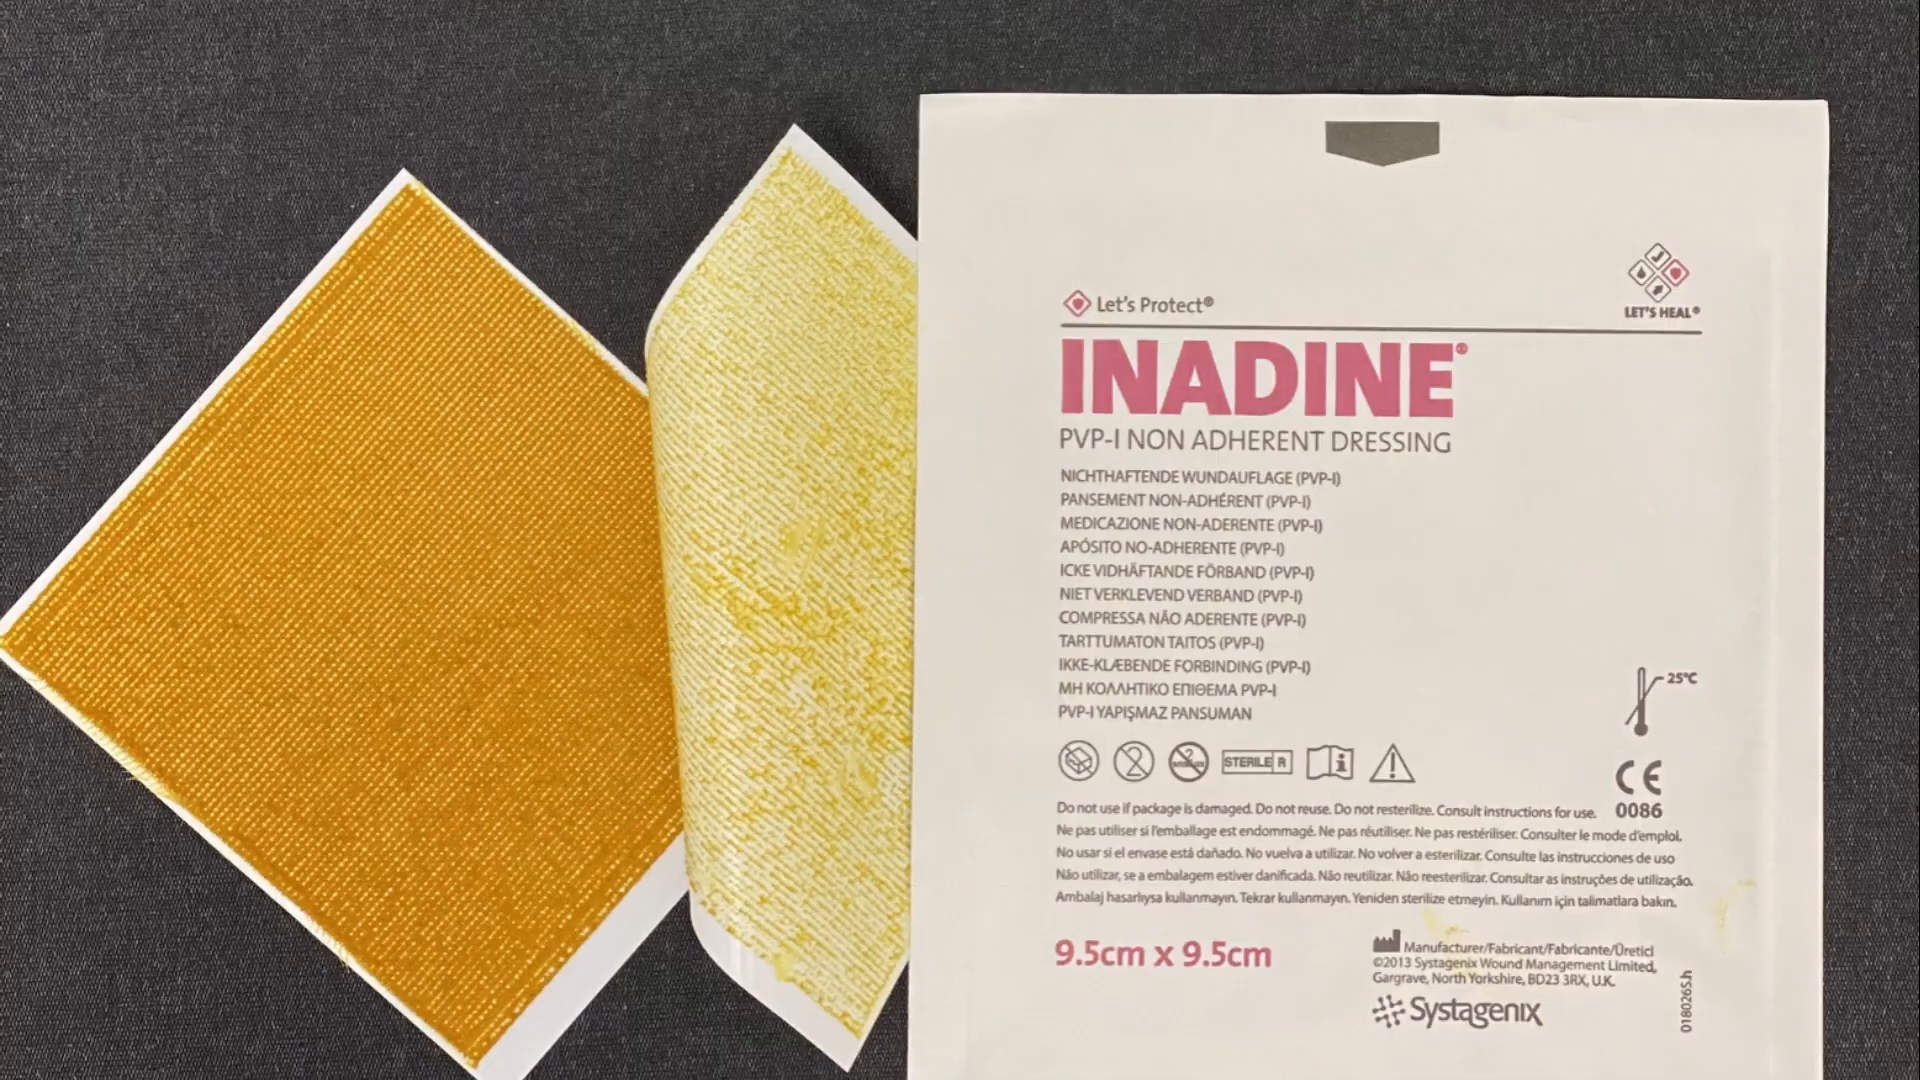 Let's Protect®
LET'S HEAL®
INADINE®
PVP-I NON ADHERENT DRESSING
NICHTHAFTENDE WUNDAUFLAGE (PVP-I)
PANSEMENT NON-ADHÉRENT (PVP-I)
MEDICAZIONE NON-ADERENTE (PVP-I)
APÓSITO NO-ADHERENTE (PVP-I)
ICKE VIDHÄFTANDE FÖRBAND (PVP-I)
NIET VERKLEVEND VERBAND (PVP-I)
COMPRESSA NÃO ADERENTE (PVP-I)
TARTTUMATON TAITOS (PVP-I)
IKKE-KLÆBENDE FORBINDING (PVP-I)
ΜΗ ΚΟΛΛΗΤΙΚΟ ΕΠΙΘΕΜΑ PVP-I
PVP-I YAPIŞMAZ PANSUMAN
25°C
2
2
STERILE R
i
!
CE
0086
Do not use if package is damaged. Do not reuse. Do not resterilize. Consult instructions for use.
Ne pas utiliser si l'emballage est endommagé. Ne pas réutiliser. Ne pas restériliser. Consulter le mode d'emploi.
No usar si el envase está dañado. No vuelva a utilizar. No volver a esterilizar. Consulte las instrucciones de uso
Não utilizar, se a embalagem estiver danificada. Não reutilizar. Não reesterilizar. Consultar as instruções de utilização.
Ambalaj hasarlıysa kullanmayın. Tekrar kullanmayın. Yeniden sterilize etmeyin. Kullanım için talimatlara bakın.
9.5cm x 9.5cm
Manufacturer/Fabricant/Fabricante/Üretici
©2013 Systagenix Wound Management Limited,
Gargrave, North Yorkshire, BD23 3RX, U.K.
Systagenix
018026S.h